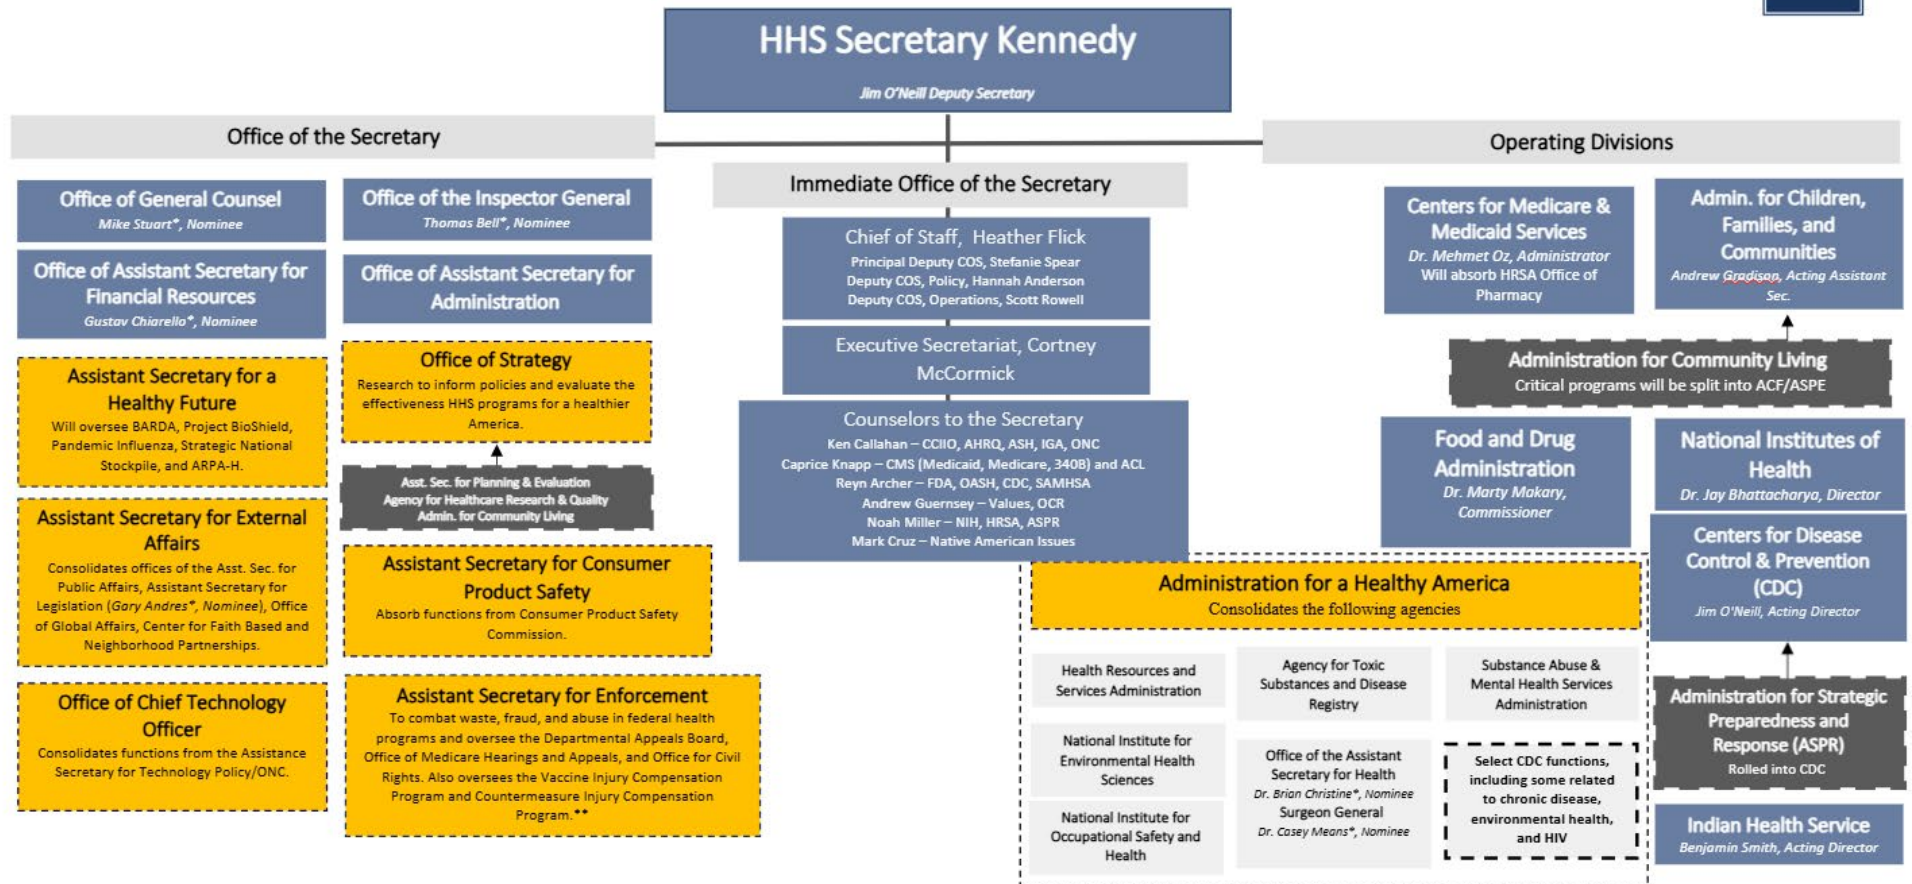 HHS Secretary Kennedy
Jim O'Neill Deputy Secretary
Office of the Secretary
Office of General Counsel
Mike Stuart*, Nominee
Office of the Inspector General
Thomas Bell*, Nominee
Office of Assistant Secretary for
Financial Resources
Gustav Chiarello*, Nominee
Office of Assistant Secretary for
Administration
Assistant Secretary for a
Healthy Future
Will oversee BARDA, Project BioShield,
Pandemic Influenza, Strategic National
Stockpile, and ARPA-H.
Office of Strategy
Research to inform policies and evaluate the
effectiveness HHS programs for a healthier
America.
Asst. Sec. for Planning & Evaluation
Agency for Healthcare Research & Quality
Admin. for Community Living
Assistant Secretary for External
Affairs
Consolidates offices of the Asst. Sec. for
Public Affairs, Assistant Secretary for
Legislation (Gary Andres*, Nominee), Office
of Global Affairs, Center for Faith Based and
Neighborhood Partnerships.
Assistant Secretary for Consumer
Product Safety
Absorb functions from Consumer Product Safety
Commission.
Office of Chief Technology
Officer
Consolidates functions from the Assistance
Secretary for Technology Policy/ONC.
Assistant Secretary for Enforcement
To combat waste, fraud, and abuse in federal health
programs and oversee the Departmental Appeals Board,
Office of Medicare Hearings and Appeals, and Office for Civil
Rights. Also oversees the Vaccine Injury Compensation
Program and Countermeasure Injury Compensation
Program.**
Immediate Office of the Secretary
Chief of Staff, Heather Flick
Principal Deputy COS, Stefanie Spear
Deputy COS, Policy, Hannah Anderson
Deputy COS, Operations, Scott Rowell
Executive Secretariat, Cortney
McCormick
Counselors to the Secretary
Ken Callahan – CCIIO, AHRQ, ASH, IGA, ONC
Caprice Knapp – CMS (Medicaid, Medicare, 340B) and ACL
Reyn Archer – FDA, OASH, CDC, SAMHSA
Andrew Guernsey – Values, OCR
Noah Miller – NIH, HRSA, ASPR
Mark Cruz – Native American Issues
Operating Divisions
Centers for Medicare &
Medicaid Services
Dr. Mehmet Oz, Administrator
Will absorb HRSA Office of
Pharmacy
Admin. for Children,
Families, and
Communities
Andrew Gradison, Acting Assistant
Sec.
Administration for Community Living
Critical programs will be split into ACF/ASPE
Food and Drug
Administration
Dr. Marty Makary,
Commissioner
National Institutes of
Health
Dr. Jay Bhattacharya, Director
Centers for Disease
Control & Prevention
(CDC)
Jim O'Neill, Acting Director
Administration for Strategic
Preparedness and
Response (ASPR)
Rolled into CDC
Indian Health Service
Benjamin Smith, Acting Director
Administration for a Healthy America
Consolidates the following agencies
Health Resources and
Services Administration
Agency for Toxic
Substances and Disease
Registry
Substance Abuse &
Mental Health Services
Administration
National Institute for
Environmental Health
Sciences
Office of the Assistant
Secretary for Health
Dr. Brian Christine*, Nominee
Surgeon General
Dr. Casey Means*, Nominee
Select CDC functions,
including some related
to chronic disease,
environmental health,
and HIV
National Institute for
Occupational Safety and
Health